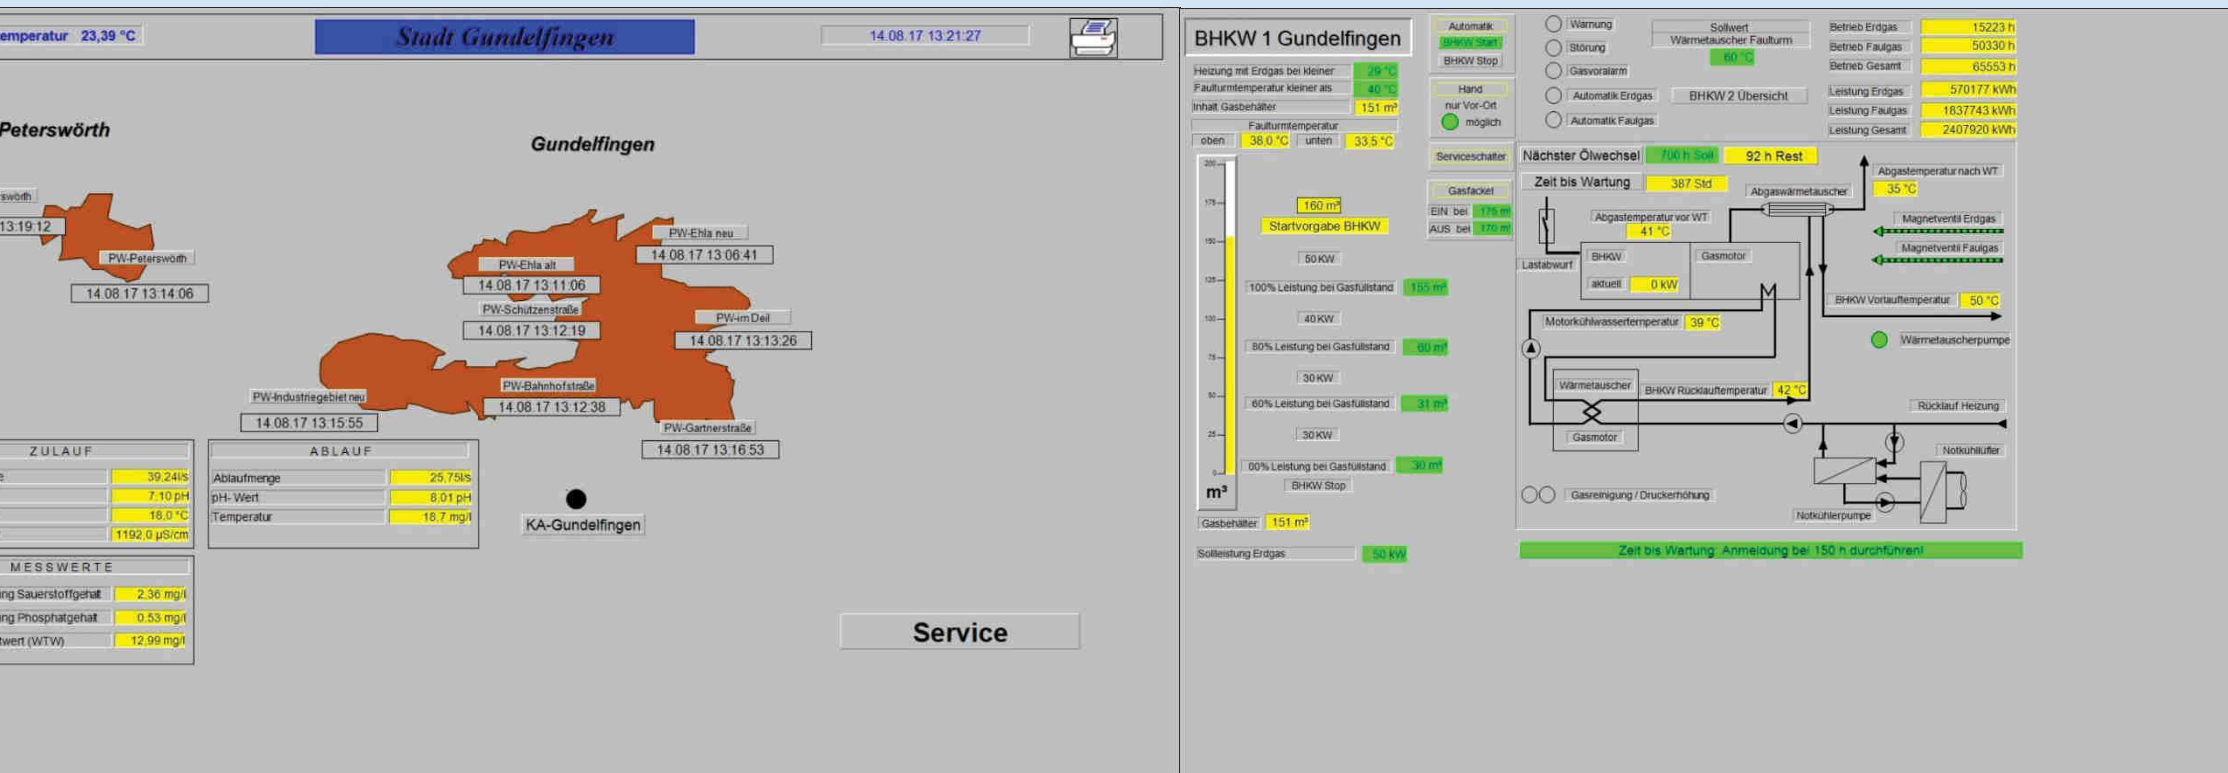 emperatur 23,39 °C
Stadt Gundelfingen
14.08.17 13:21:27
Peterswörth
Gundelfingen
swörth
13:19:12
PW-Peterswörth
14.08.17 13:14:06
PW-Ehla neu
14.08.17 13:06:41
PW-Ehla alt
14.08.17 13:11:06
PW-Schützenstraße
14.08.17 13:12:19
PW-im Deil
14.08.17 13:13:26
PW-Bahnhofstraße
14.08.17 13:12:38
PW-Industriegebiet neu
14.08.17 13:15:55
PW-Gartnerstraße
14.08.17 13:16:53
ZULAUF
e 39,24l/s
7,10 pH
18,0 °C
1192,0 µS/cm
ABLAUF
Ablaufmenge 25,75l/s
pH- Wert 8,01 pH
Temperatur 18,7 mg/l
KA-Gundelfingen
MESSWERTE
ng Sauerstoffgehalt 2,36 mg/l
ng Phosphatgehalt 0,53 mg/l
twert (WTW) 12,99 mg/l
Service
BHKW 1 Gundelfingen
Heizung mit Erdgas bei kleiner 29 °C
Faulturmtemperatur kleiner als 40 °C
Inhalt Gasbehälter 151 m³
Faulturmtemperatur
oben 38,0 °C unten 33,5 °C
200
175
150
125
100
75
50
25
0
m³
160 m³
Startvorgabe BHKW
50 KW
100% Leistung bei Gasfüllstand 155 m³
40 KW
80% Leistung bei Gasfüllstand 60 m³
30 KW
60% Leistung bei Gasfüllstand 31 m³
30 KW
00% Leistung bei Gasfüllstand 30 m³
BHKW Stop
Gasbehälter 151 m³
Sollleistung Erdgas 50 kW
Automatik
BHKW Start
BHKW Stop
Hand
nur Vor-Ort
möglich
Serviceschalter
Gasfackel
EIN bei 175 m³
AUS bei 170 m³
Warnung
Störung
Gasvoralarm
Automatik Erdgas
Automatik Faulgas
Sollwert
Wärmetauscher Faulturm
60 °C
BHKW 2 Übersicht
Betrieb Erdgas 15223 h
Betrieb Faulgas 50330 h
Betrieb Gesamt 65553 h
Leistung Erdgas 570177 kWh
Leistung Faulgas 1837743 kWh
Leistung Gesamt 2407920 kWh
Nächster Ölwechsel 700 h Soll 92 h Rest
Zeit bis Wartung 387 Std
Abgaswärmetauscher
Abgastemperatur nach WT
35 °C
Abgastemperatur vor WT
41 °C
Magnetventil Erdgas
Magnetventil Faulgas
Lastabwurf
BHKW
Gasmotor
aktuell 0 kW
BHKW Vorlauftemperatur 50 °C
Motorkühlwassertemperatur 39 °C
Wärmetauscherpumpe
Wärmetauscher
BHKW Rücklauftemperatur 42 °C
Gasmotor
Rücklauf Heizung
Notkühllüfter
Notkühlerpumpe
Gasreinigung / Druckerhöhung
Zeit bis Wartung: Anmeldung bei 150 h durchführen!